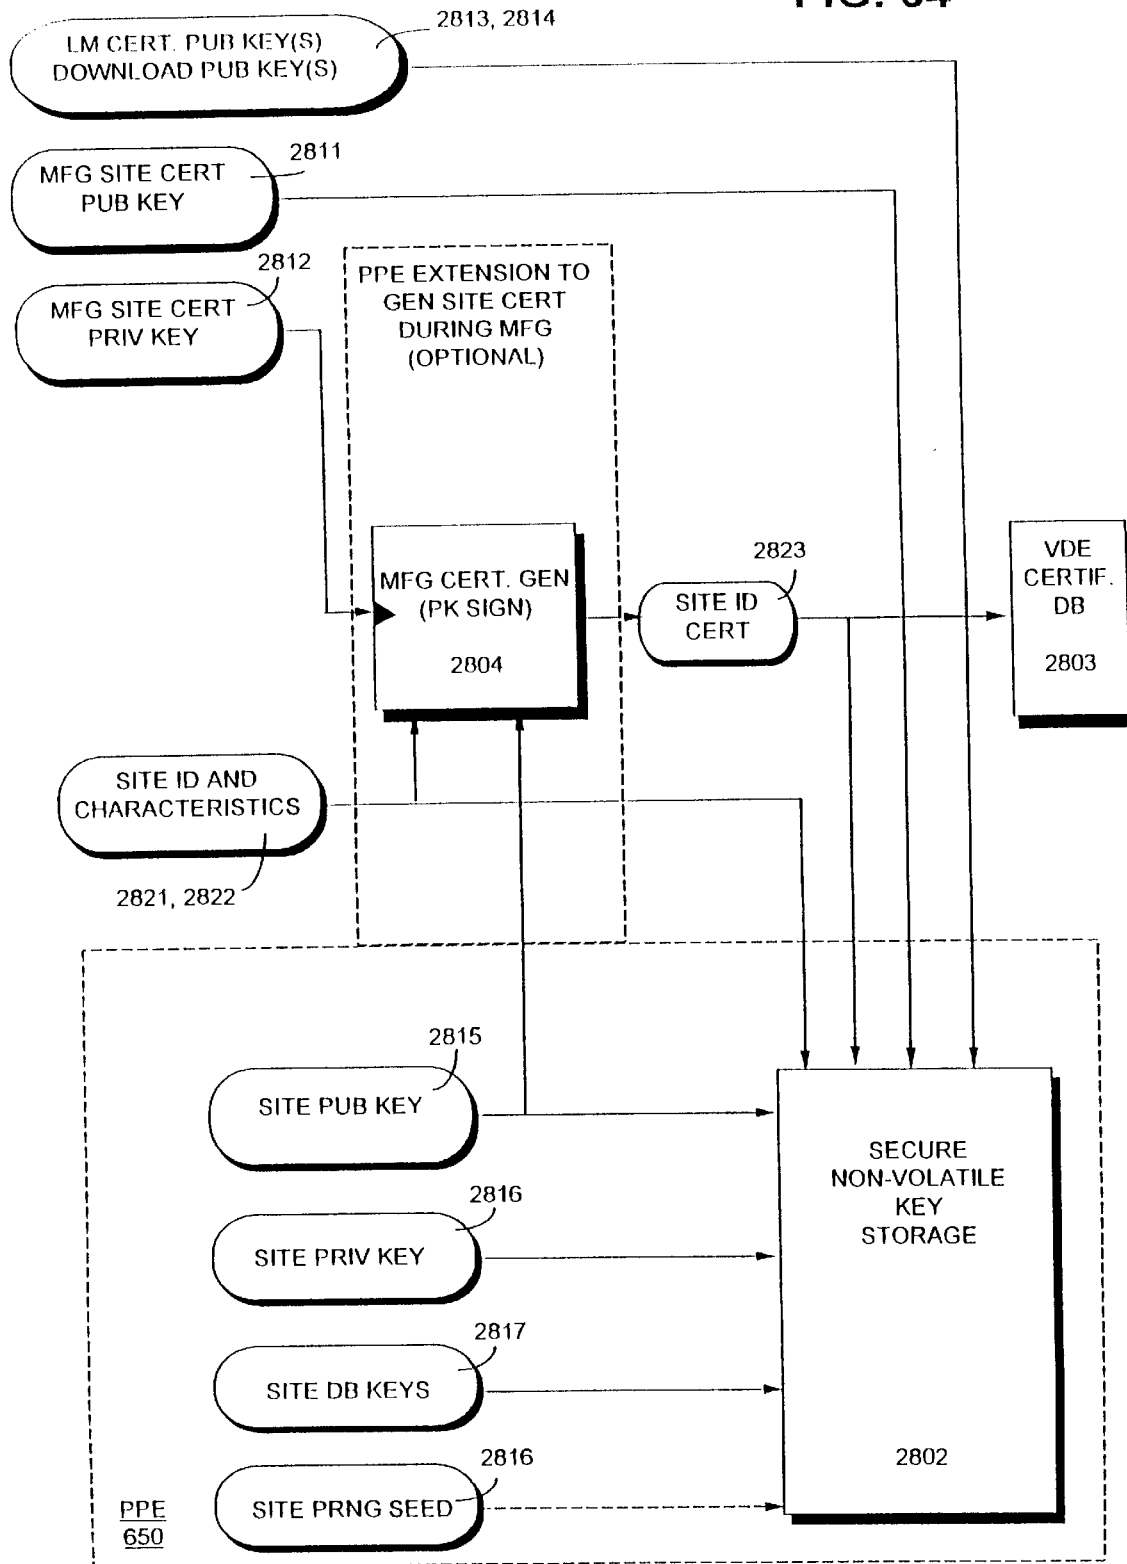 2813, 2814
LM CERT. PUB KEY(S)
DOWNLOAD PUB KEY(S)
2811
MFG SITE CERT
PUB KEY
2812
MFG SITE CERT
PRIV KEY
PPE EXTENSION TO
GEN SITE CERT
DURING MFG
(OPTIONAL)
MFG CERT. GEN
(PK SIGN)
2804
2823
SITE ID
CERT
VDE
CERTIF.
DB
2803
SITE ID AND
CHARACTERISTICS
2821, 2822
2815
SITE PUB KEY
2816
SITE PRIV KEY
2817
SITE DB KEYS
2816
SITE PRNG SEED
SECURE
NON-VOLATILE
KEY
STORAGE
2802
PPE
650